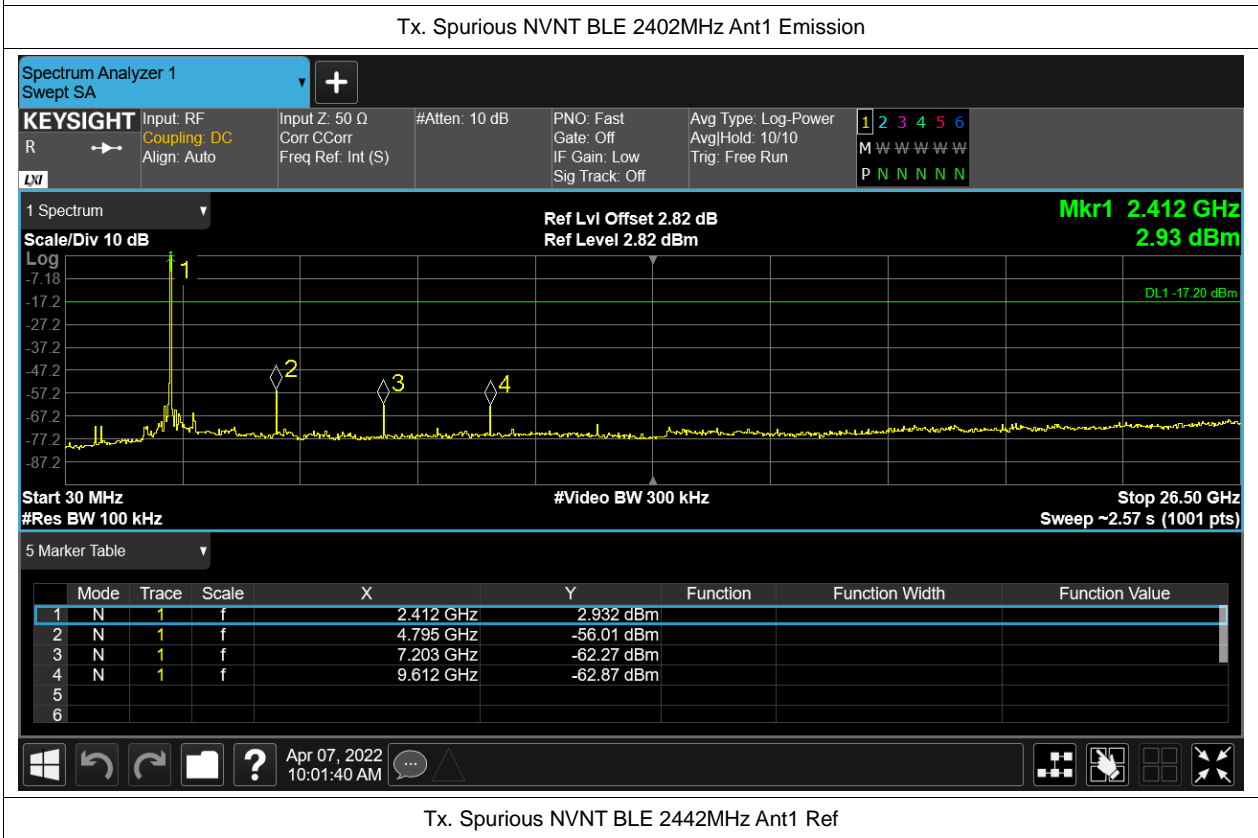 Tx. Spurious NVNT BLE 2402MHz Ant1 Emission
Spectrum Analyzer 1
Swept SA
+
KEYSIGHT
R
LXI
Input: RF
Coupling: DC
Align: Auto
Input Z: 50 Ω
Corr CCorr
Freq Ref: Int (S)
#Atten: 10 dB
PNO: Fast
Gate: Off
IF Gain: Low
Sig Track: Off
Avg Type: Log-Power
Avg|Hold: 10/10
Trig: Free Run
1 2 3 4 5 6
M W W W W W
P N N N N N
1 Spectrum
Scale/Div 10 dB
Ref Lvl Offset 2.82 dB
Ref Level 2.82 dBm
Mkr1 2.412 GHz
2.93 dBm
Log
-7.18
-17.2
-27.2
-37.2
-47.2
-57.2
-67.2
-77.2
-87.2
1
2
3
4
DL1 -17.20 dBm
Start 30 MHz
#Res BW 100 kHz
#Video BW 300 kHz
Stop 26.50 GHz
Sweep ~2.57 s (1001 pts)
5 Marker Table
Mode Trace Scale X Y Function Function Width Function Value
1 N 1 f 2.412 GHz 2.932 dBm
2 N 1 f 4.795 GHz -56.01 dBm
3 N 1 f 7.203 GHz -62.27 dBm
4 N 1 f 9.612 GHz -62.87 dBm
5
6
?
Apr 07, 2022
10:01:40 AM
Tx. Spurious NVNT BLE 2442MHz Ant1 Ref